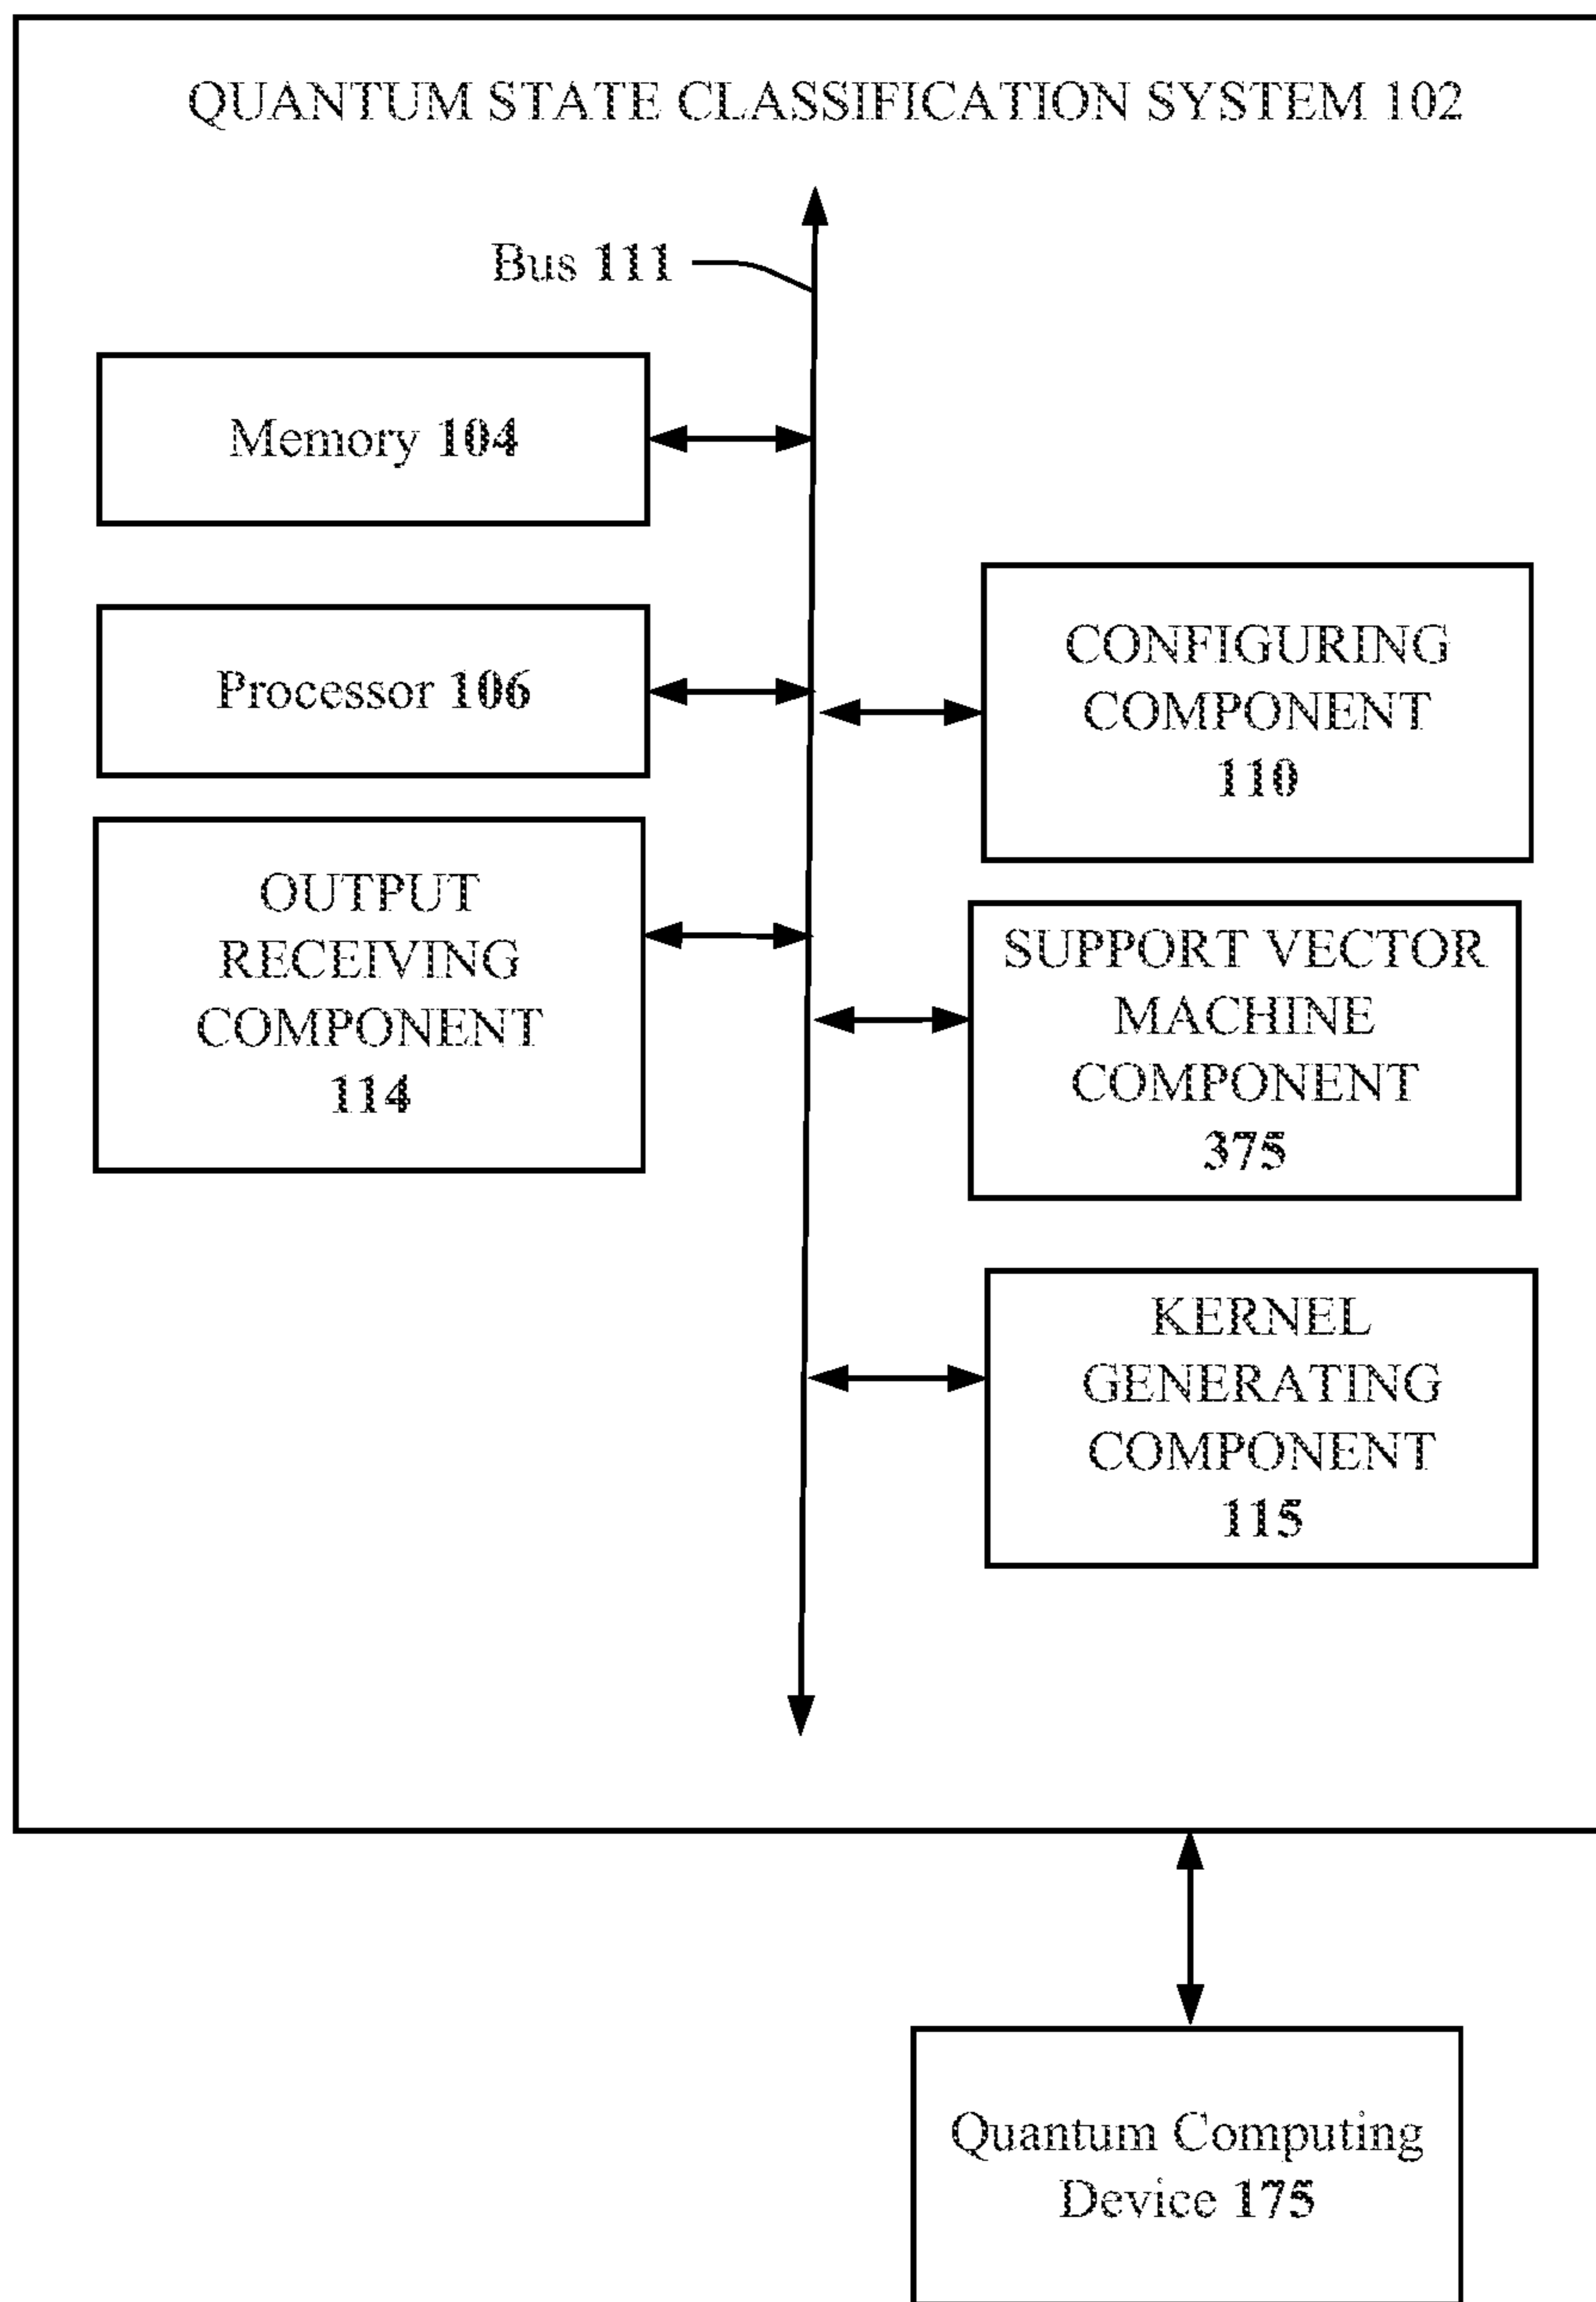 QUANTUM STATE CLASSIFICATION SYSTEM 102
Bus 111
Memory 104
Processor 106
OUTPUT
RECEIVING
COMPONENT
114
CONFIGURING
COMPONENT
110
SUPPORT VECTOR
MACHINE
COMPONENT
375
KERNEL
GENERATING
COMPONENT
115
Quantum Computing
Device 175